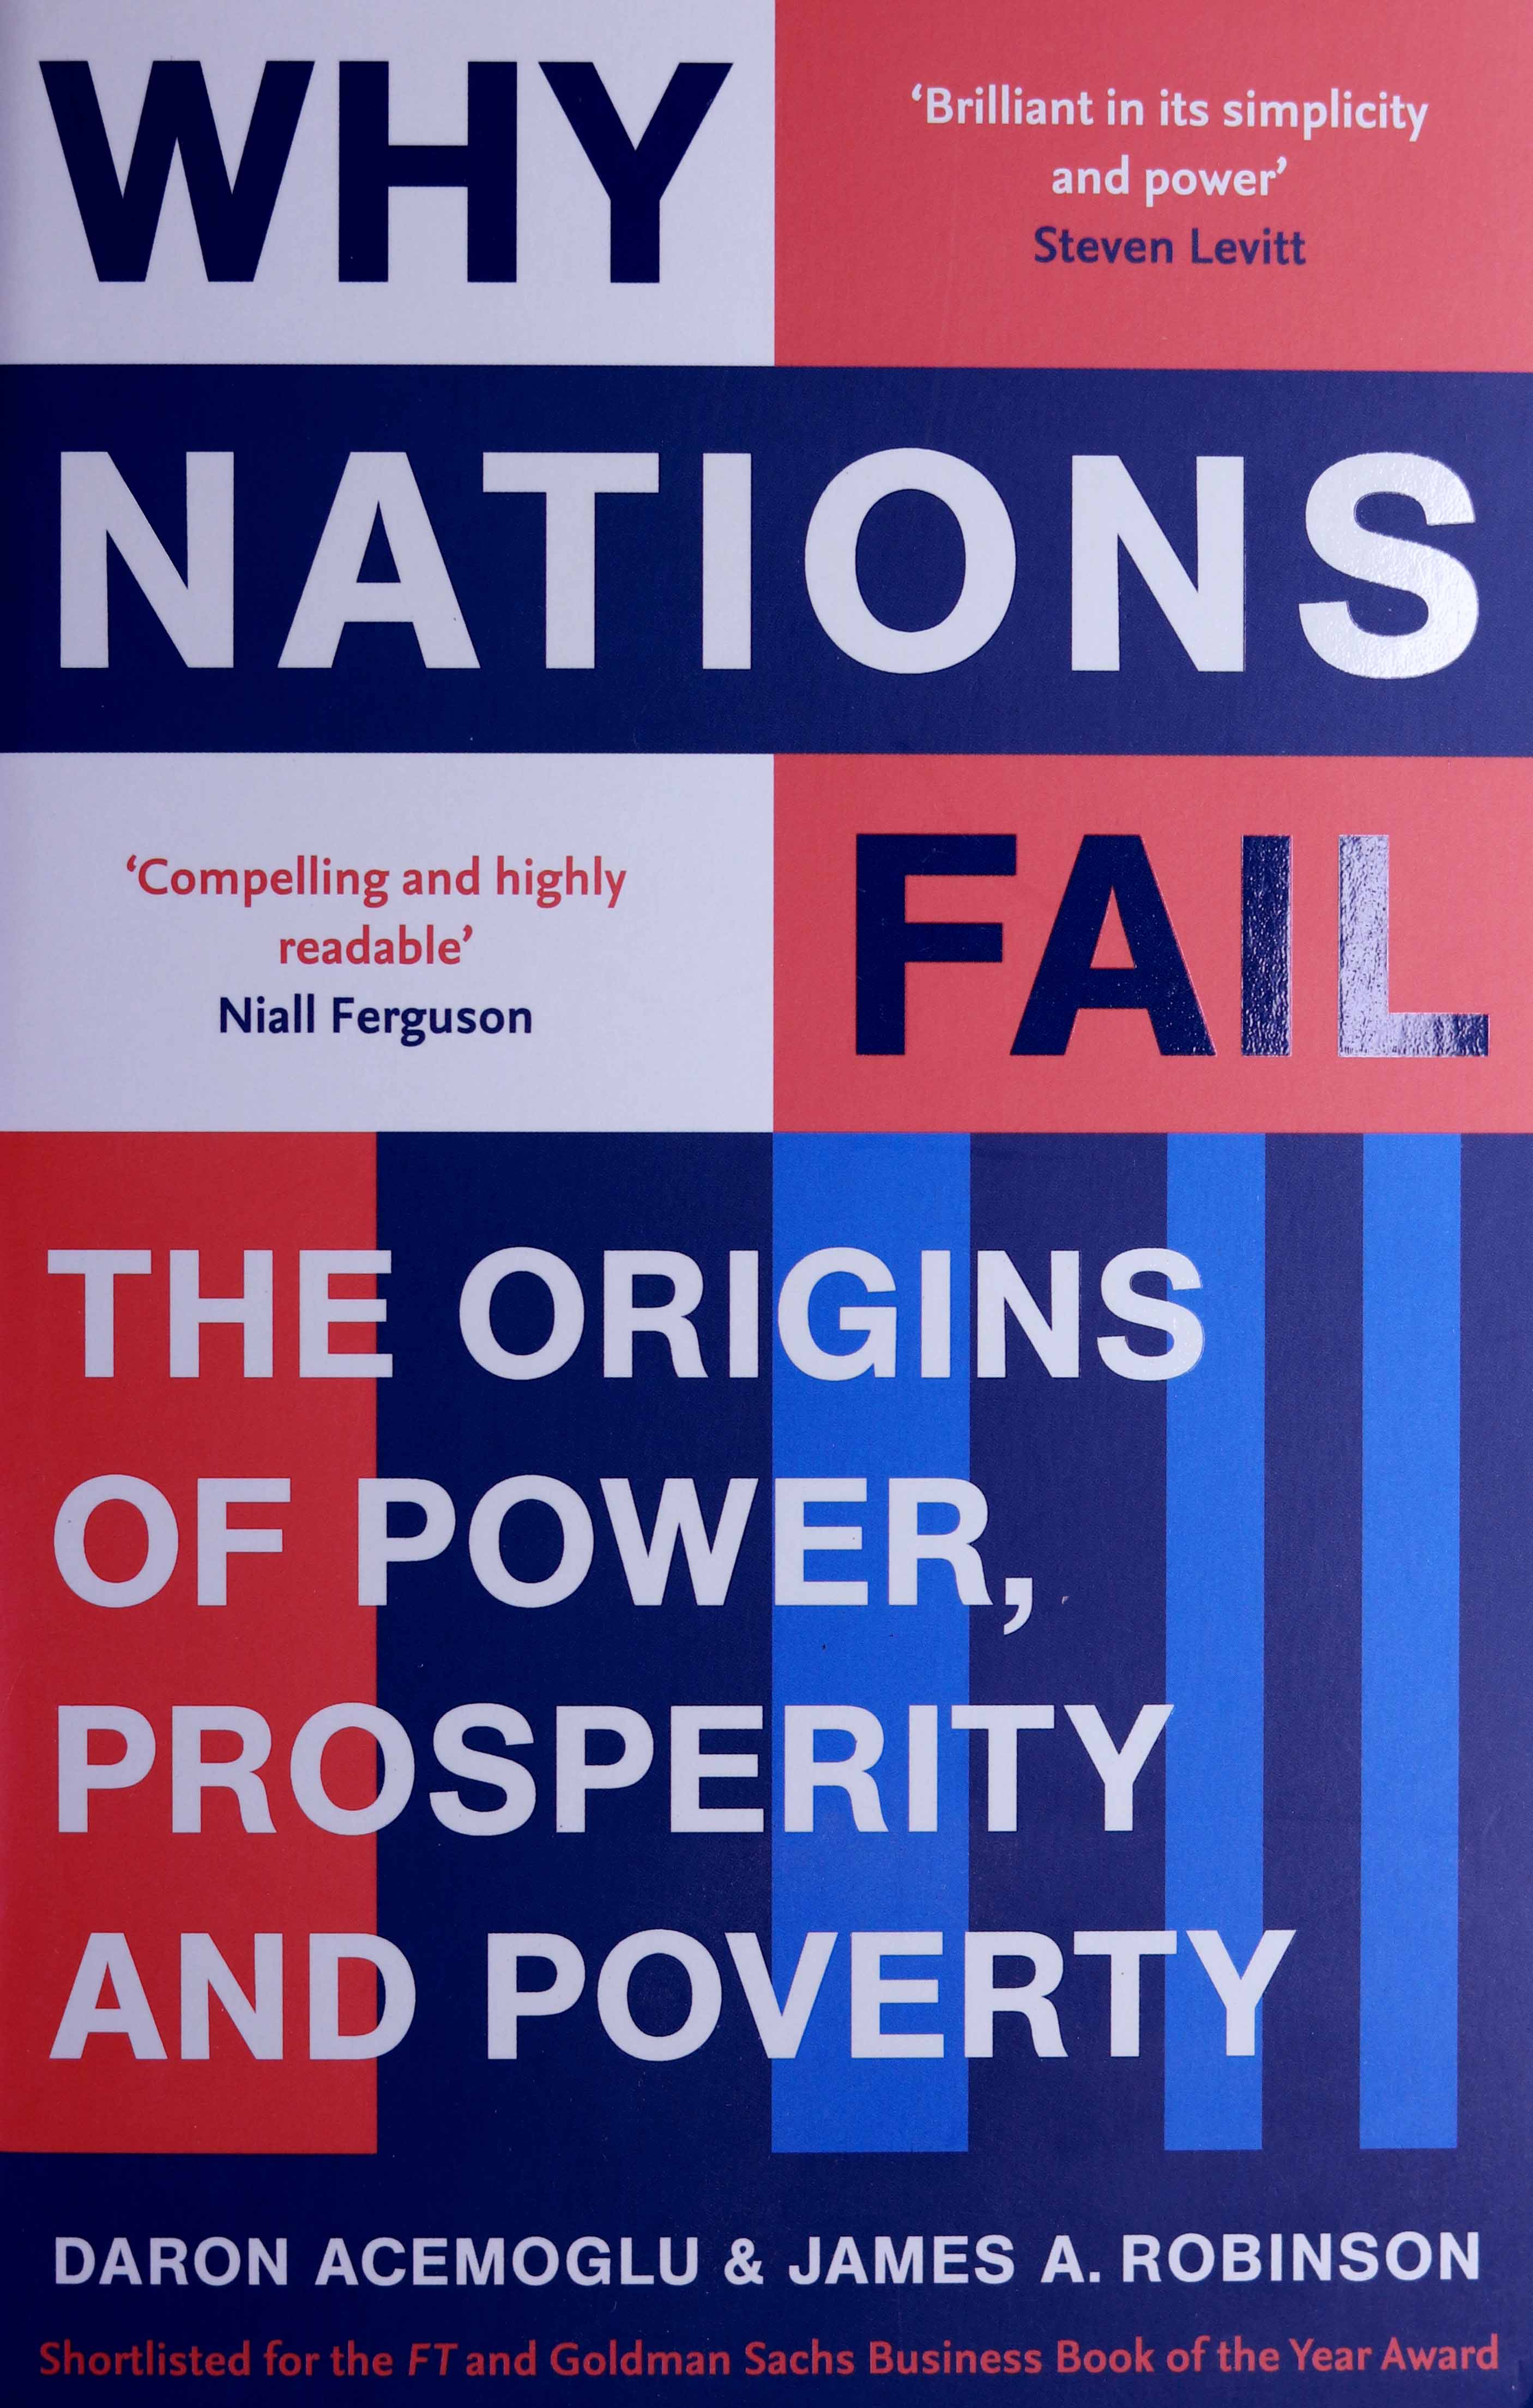 WHY
‘Brilliant in its simplicity
and power’
Steven Levitt
NATIONS
‘Compelling and highly
readable’
Niall Ferguson
FAIL
THE ORIGINS
OF POWER,
PROSPERITY
AND POVERTY
DARON ACEMOGLU & JAMES A. ROBINSON
Shortlisted for the FT and Goldman Sachs Business Book of the Year Award